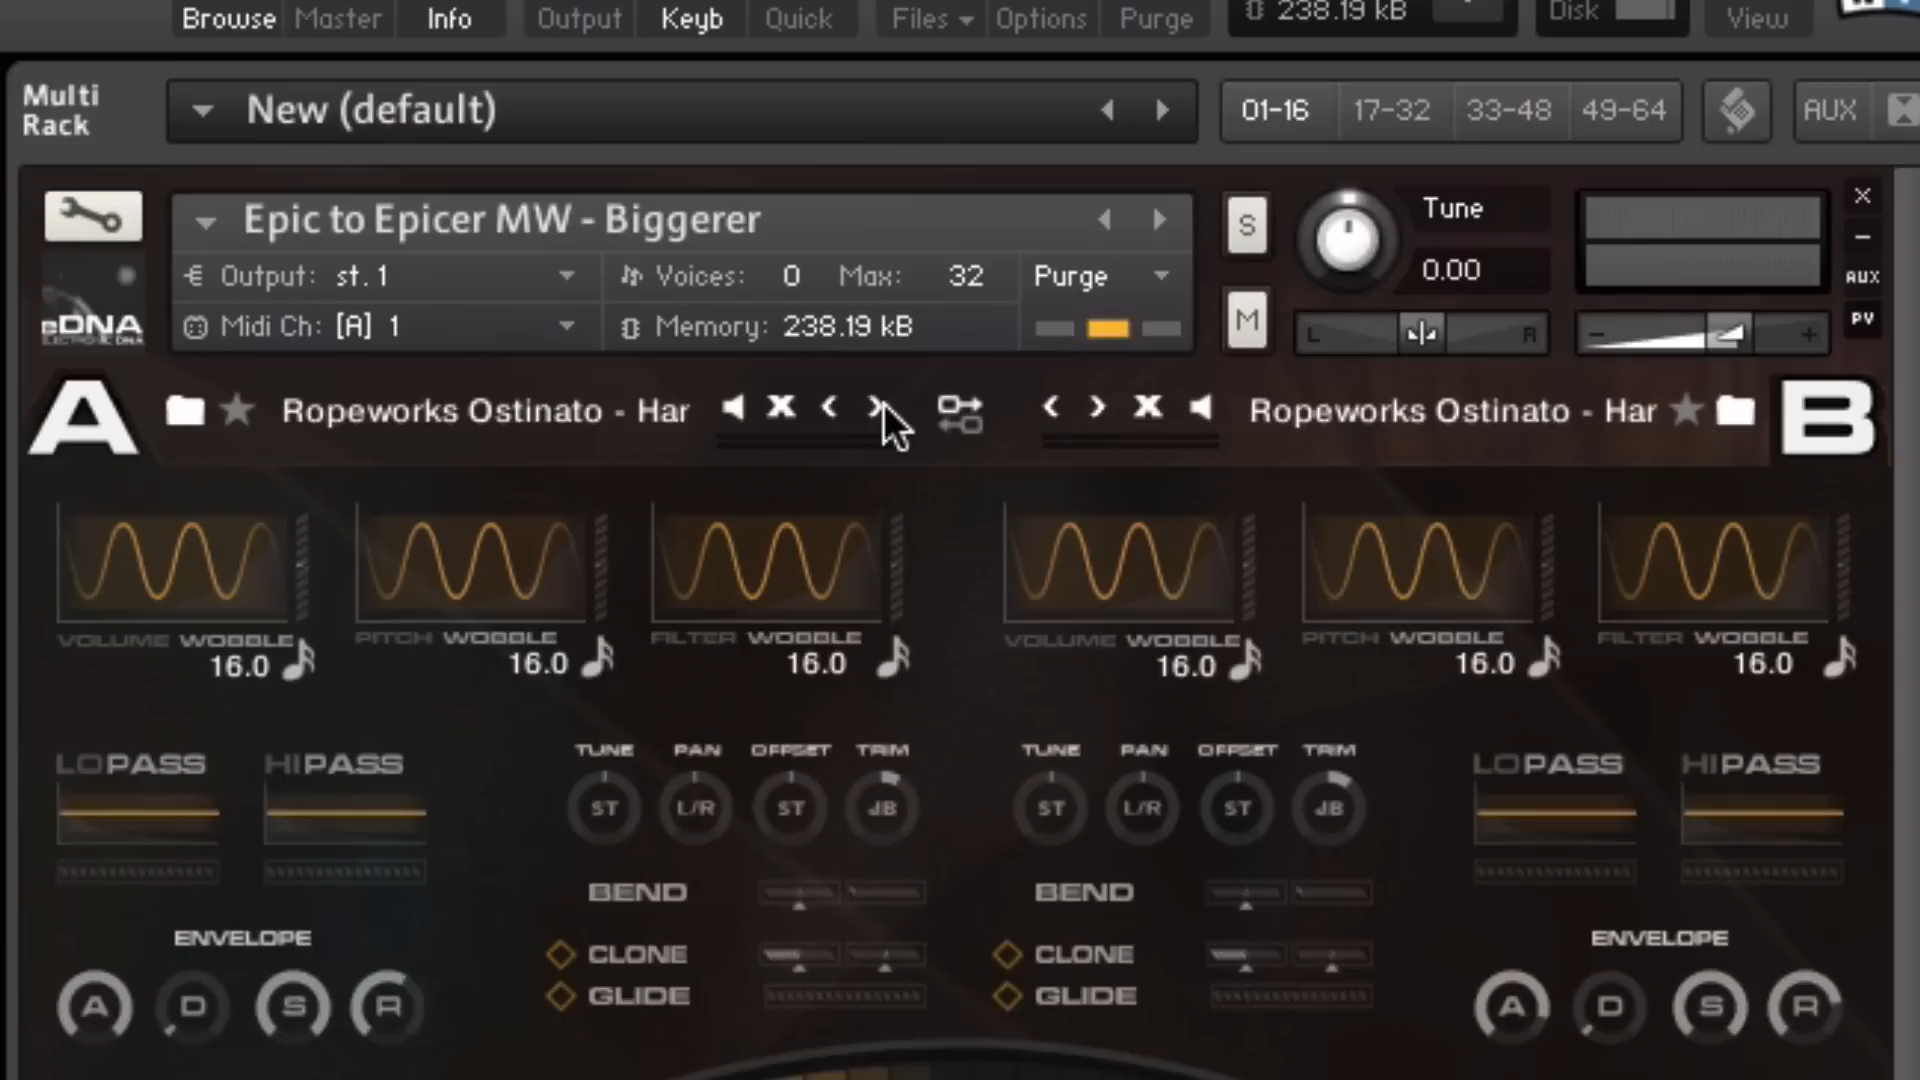 Browse Master Info Output Keyb Quick Files Options Purge 238.19 kB Disk View
Multi
Rack
New (default)
01-16 17-32 33-48 49-64 AUX
Epic to Epicer MW - Biggerer
S
Tune
0.00
X
AUX
PV
Output: st. 1 Voices: 0 Max: 32 Purge
Midi Ch: [A] 1 Memory: 238.19 kB
M
L R
eDNA
A Ropeworks Ostinato - Har
Ropeworks Ostinato - Har B
VOLUME WOBBLE PITCH WOBBLE FILTER WOBBLE VOLUME WOBBLE PITCH WOBBLE FILTER WOBBLE
16.0 16.0 16.0 16.0 16.0 16.0
LOPASS HIPASS
TUNE PAN OFFSET TRIM TUNE PAN OFFSET TRIM
LOPASS HIPASS
ST L/R ST dB ST L/R ST dB
BEND BEND
ENVELOPE CLONE CLONE ENVELOPE
GLIDE GLIDE
A D S R A D S R